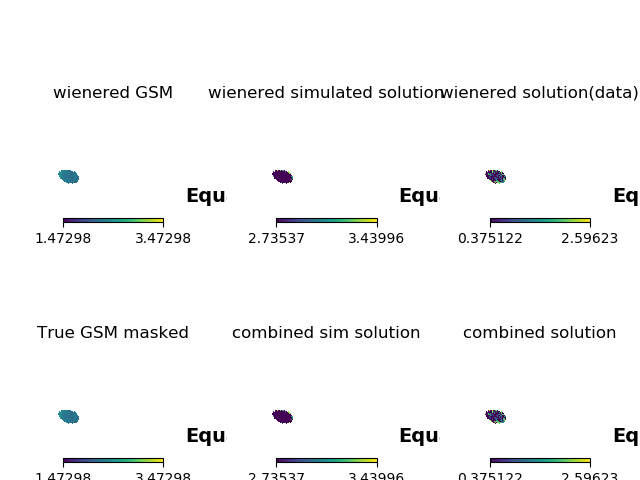 wienered GSM
wienered simulated solution
wienered solution(data)
Equ
Equ
Eq
1.47298 3.47298
2.73537 3.43996
0.375122 2.59623
True GSM masked
combined sim solution
combined solution
Equ
Equ
Eq
1.47298 3.47298
2.73537 3.43996
0.375122 2.59623